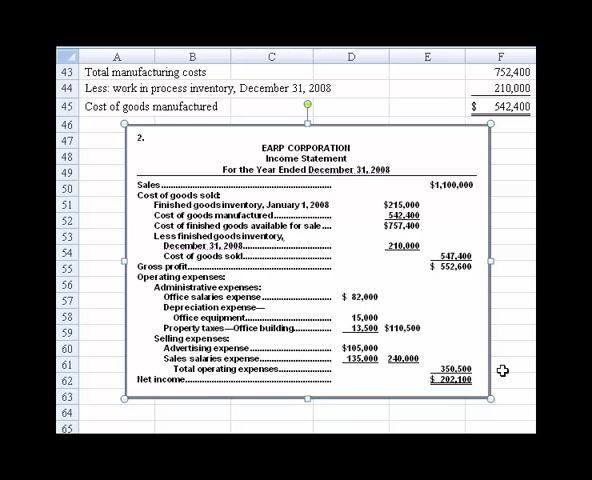 A B C D E F
43 Total manufacturing costs 752,400
44 Less: work in process inventory, December 31, 2008 210,000
45 Cost of goods manufactured $ 542,400
46
47 2.
EARP CORPORATION
48 Income Statement
49 For the Year Ended December 31, 2008
50 Sales.................................................... $1,100,000
Cost of goods sold:
51 Finished goods inventory, January 1, 2008 $215,000
52 Cost of goods manufactured.................. 542,400
Cost of finished goods available for sale.... $757,400
53 Less finished goods inventory,
54 December 31, 2008........................... 210,000
Cost of goods sold........................... 547,400
55 Gross profit............................................. $ 552,600
56 Operating expenses:
Administrative expenses:
57 Office salaries expense...................... $ 82,000
Depreciation expense—
58 Office equipment........................... 15,000
59 Property taxes—Office building............ 13,500 $110,500
Selling expenses:
60 Advertising expense.......................... $105,000
61 Sales salaries expense....................... 135,000 240,000
Total operating expenses................. 350,500
62 Net income............................................. $ 202,100
63
64
65